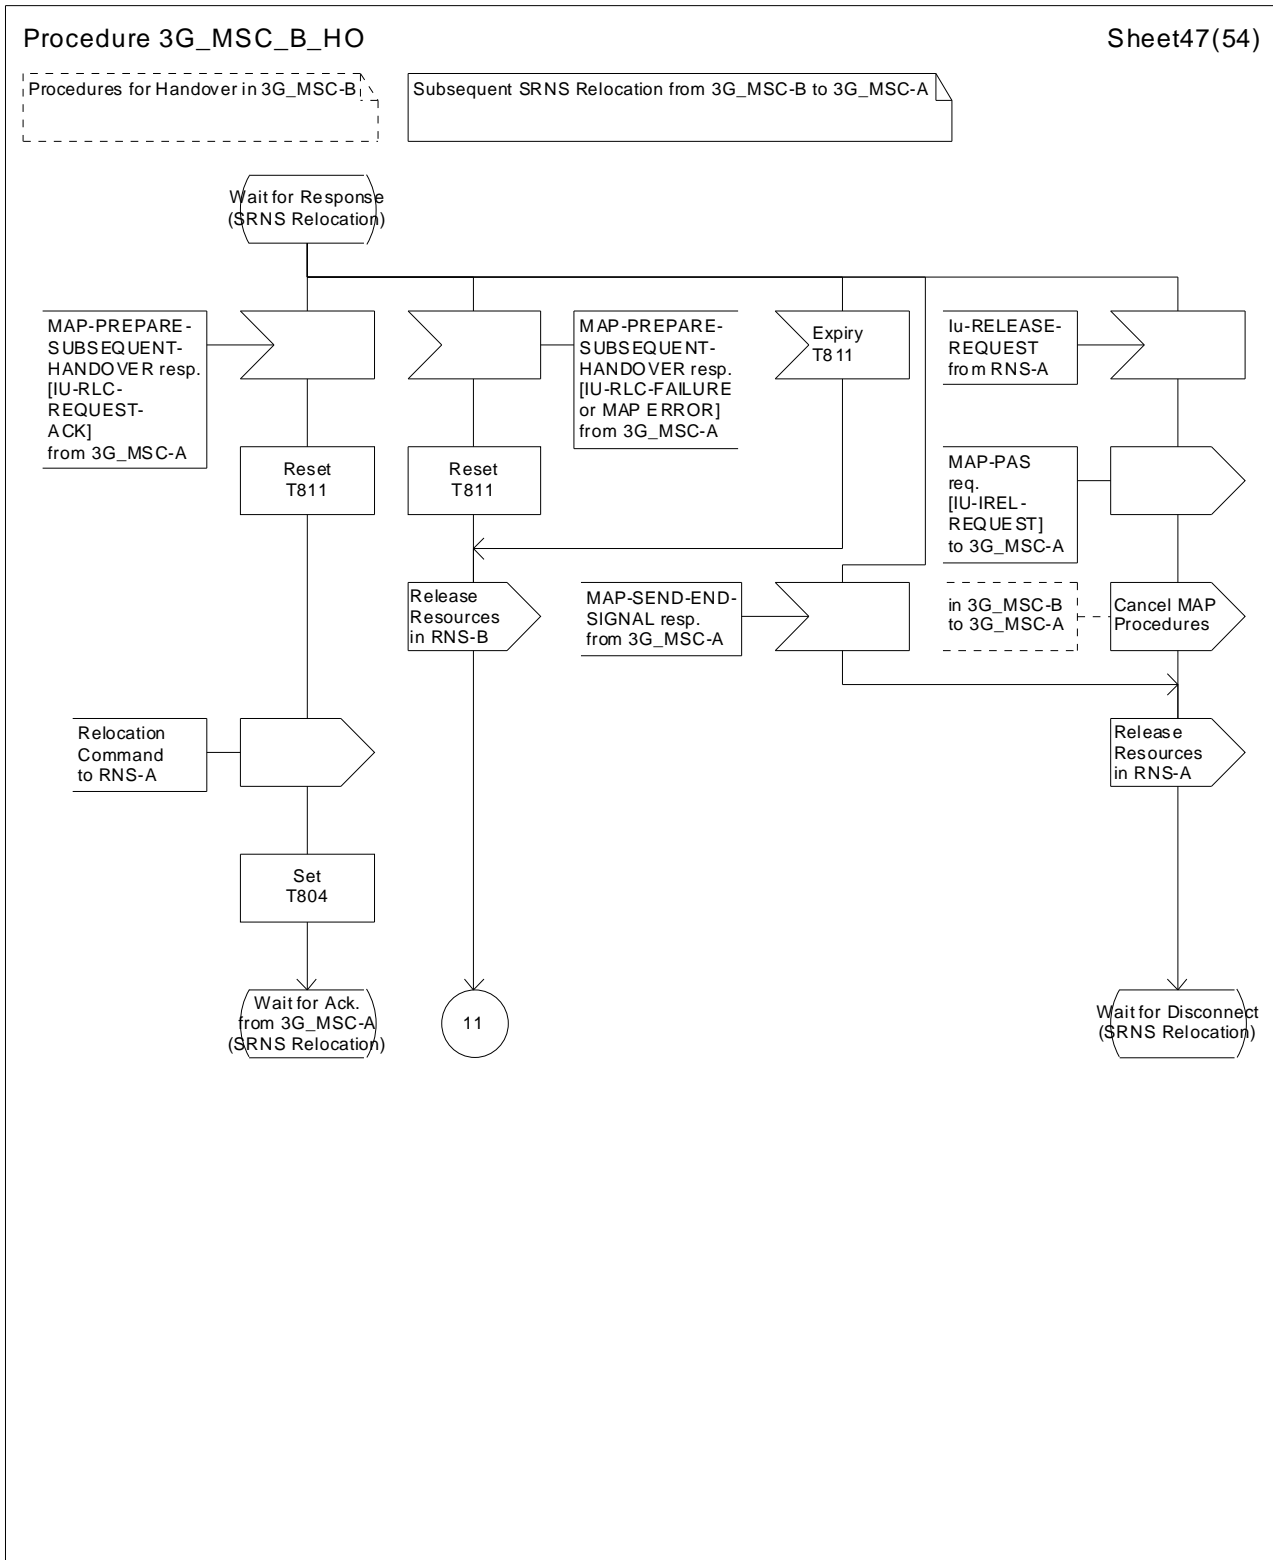 Procedure 3G_MSC_B_HO
Sheet47(54)
Procedures for Handover in 3G_MSC-B
Subsequent SRNS Relocation from 3G_MSC-B to 3G_MSC-A
Wait for Response
(SRNS Relocation)
MAP-PREPARE-
SUBSEQUENT-
HANDOVER resp.
[IU-RLC-
REQUEST-
ACK]
from 3G_MSC-A
MAP-PREPARE-
SUBSEQUENT-
HANDOVER resp.
[IU-RLC-FAILURE
or MAP ERROR]
from 3G_MSC-A
Expiry
T811
Iu-RELEASE-
REQUEST
from RNS-A
Reset
T811
Reset
T811
MAP-PAS
req.
[IU-IREL-
REQUEST]
to 3G_MSC-A
Release
Resources
in RNS-B
MAP-SEND-END-
SIGNAL resp.
from 3G_MSC-A
in 3G_MSC-B
to 3G_MSC-A
Cancel MAP
Procedures
Relocation
Command
to RNS-A
Release
Resources
in RNS-A
Set
T804
Wait for Ack.
from 3G_MSC-A
(SRNS Relocation)
11
Wait for Disconnect
(SRNS Relocation)